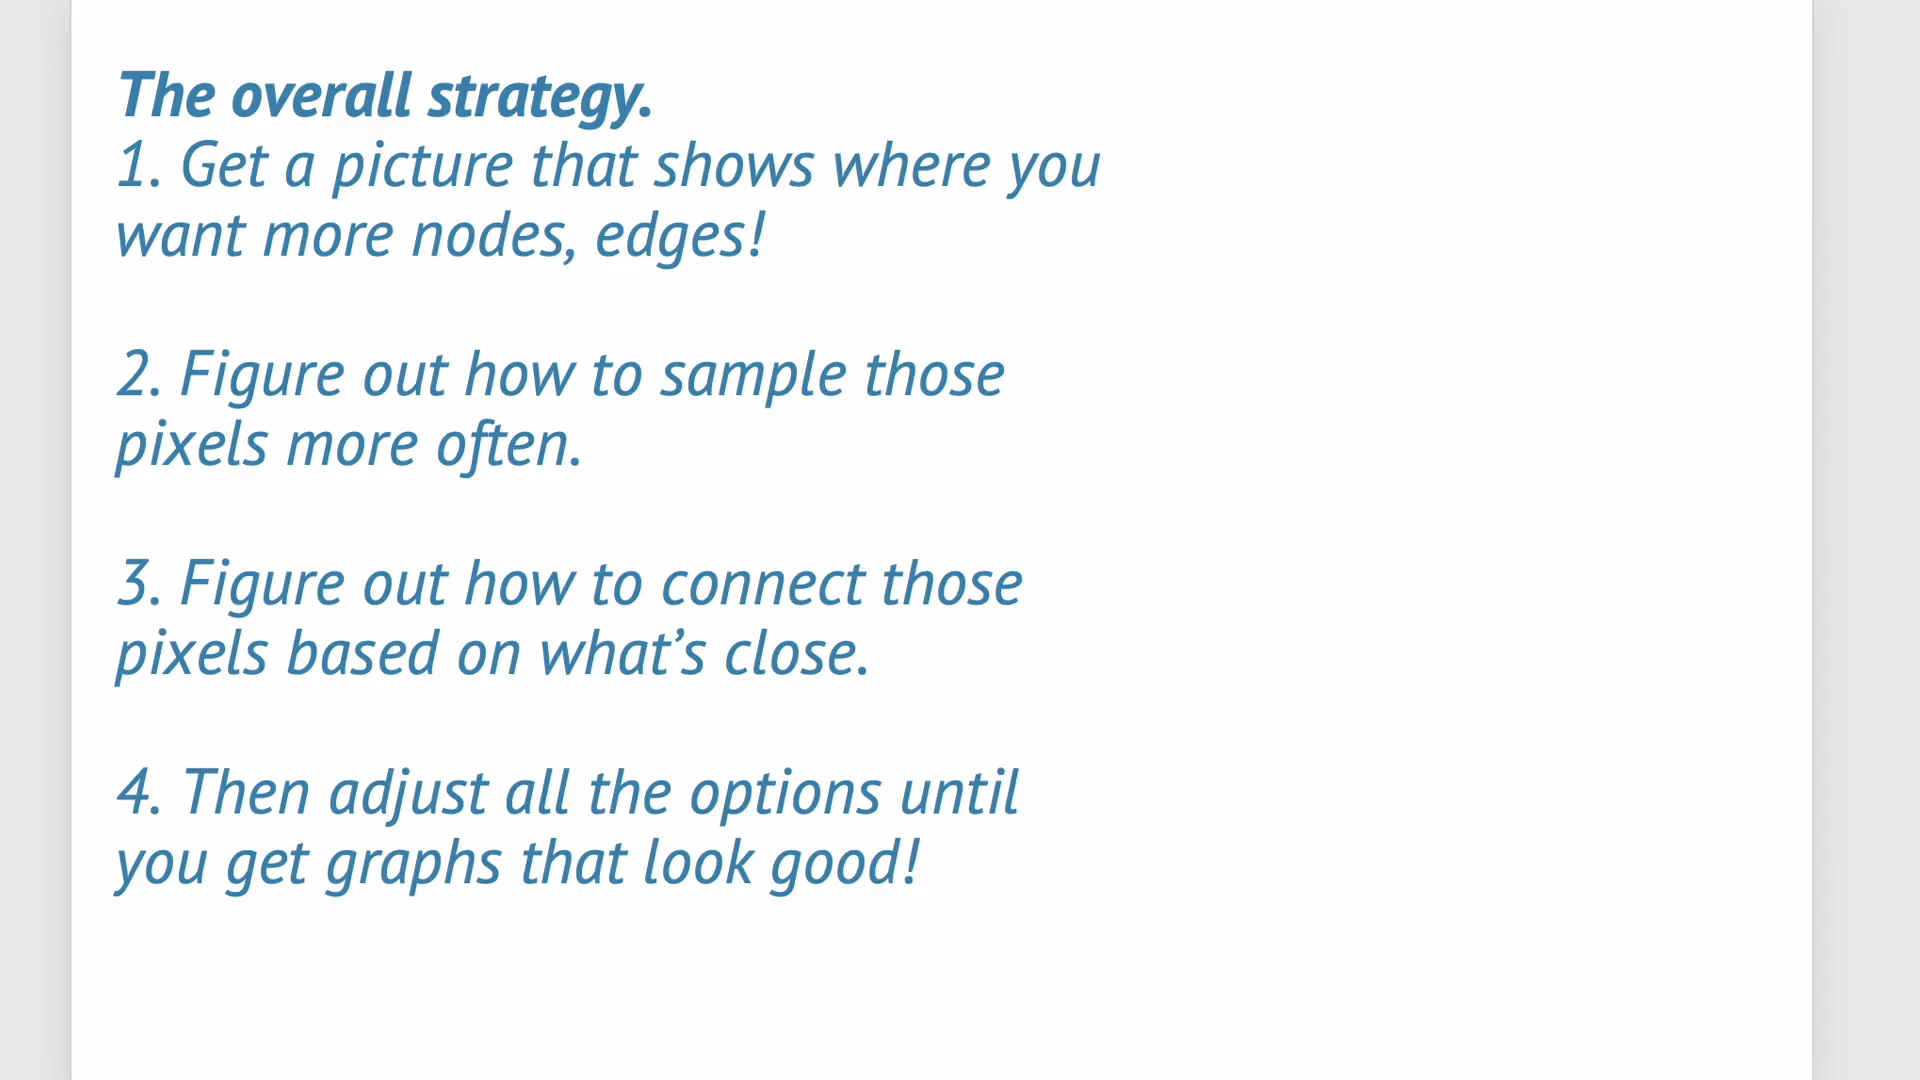 The overall strategy.
1. Get a picture that shows where you
want more nodes, edges!
2. Figure out how to sample those
pixels more often.
3. Figure out how to connect those
pixels based on what’s close.
4. Then adjust all the options until
you get graphs that look good!